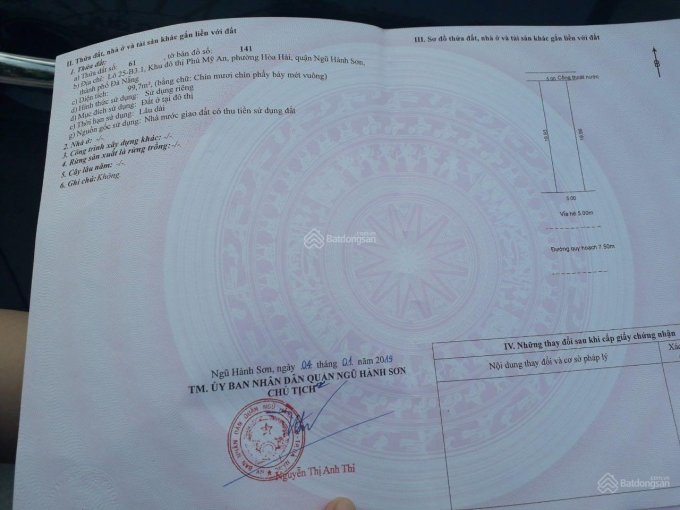 II. Thửa đất, nhà ở và tài sản khác gắn liền với đất
1. Thửa đất:
a) Thửa đất số: 61 tờ bản đồ số: 141
b) Địa chỉ: Lô 25-B3.1, Khu đô thị Phú Mỹ An, phường Hòa Hải, quận Ngũ Hành Sơn,
thành phố Đà Nẵng
c) Diện tích: 99,7m², (bằng chữ: Chín mươi chín phẩy bảy mét vuông)
d) Hình thức sử dụng: Sử dụng riêng
đ) Mục đích sử dụng: Đất ở tại đô thị
e) Thời hạn sử dụng: Lâu dài
g) Nguồn gốc sử dụng: Nhà nước giao đất có thu tiền sử dụng đất
2. Nhà ở: -/-
3. Công trình xây dựng khác: -/-
4. Rừng sản xuất là rừng trồng: -/-
5. Cây lâu năm: -/-
6. Ghi chú: Không
Ngũ Hành Sơn, ngày 04 tháng 01 năm 2019
TM. ỦY BAN NHÂN DÂN QUẬN NGŨ HÀNH SƠN
CHỦ TỊCH
Nguyễn Thị Anh Thi
III. Sơ đồ thửa đất, nhà ở và tài sản khác gắn liền với đất
Cống thoát nước
5.00
Vỉa hè 5.00m
Đường quy hoạch 7.50m
IV. Những thay đổi sau khi cấp giấy chứng nhận
Nội dung thay đổi và cơ sở pháp lý
Xác
Batdongsan
Batdongsan